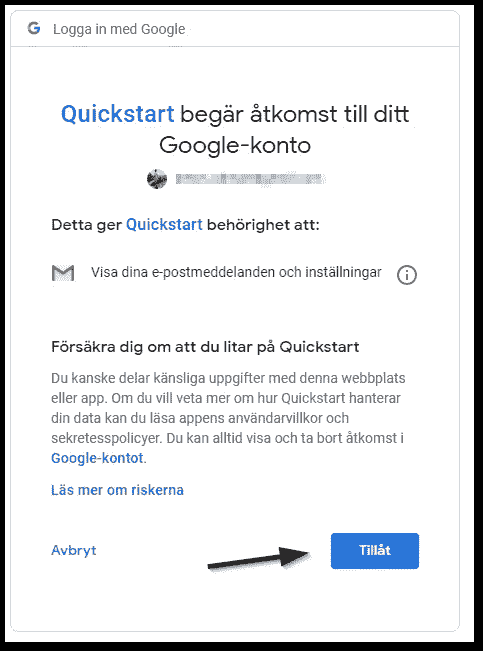 Logga in med Google
Quickstart begär åtkomst till ditt
Google-konto
Detta ger Quickstart behörighet att:
Visa dina e-postmeddelanden och inställningar
Försäkra dig om att du litar på Quickstart
Du kanske delar känsliga uppgifter med denna webbplats
eller app. Om du vill veta mer om hur Quickstart hanterar
din data kan du läsa appens användarvillkor och
sekretesspolicyer. Du kan alltid visa och ta bort åtkomst i
Google-kontot.
Läs mer om riskerna
Avbryt
Tillåt